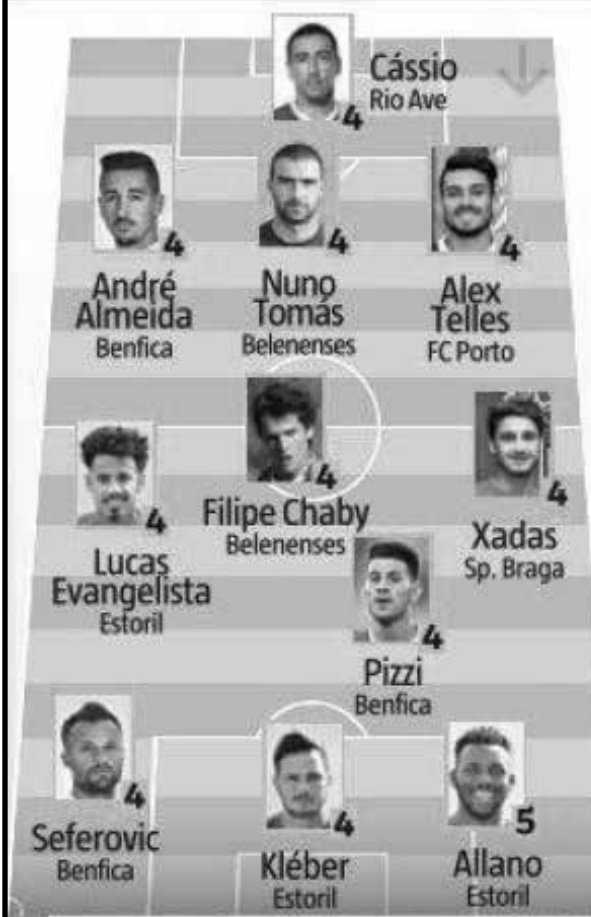 4
Cássio
Rio Ave
4
André
Almeida
Benfica
4
Nuno
Tomás
Belenenses
4
Alex
Telles
FC Porto
4
Lucas
Evangelista
Estoril
4
Filipe Chaby
Belenenses
4
Xadas
Sp. Braga
4
Pizzi
Benfica
4
Seferovic
Benfica
4
Kléber
Estoril
5
Allano
Estoril